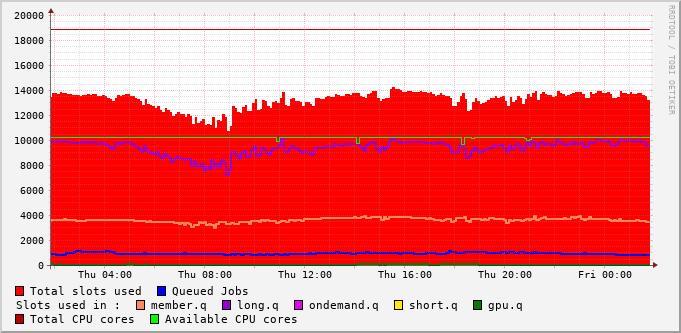 20000
18000
16000
14000
12000
10000
8000
6000
4000
2000
0
Thu 04:00 Thu 08:00 Thu 12:00 Thu 16:00 Thu 20:00 Fri 00:00
RRDTOOL / TOBI OETIKER
Total slots used Queued Jobs
Slots used in : member.q long.q ondemand.q short.q gpu.q
Total CPU cores Available CPU cores